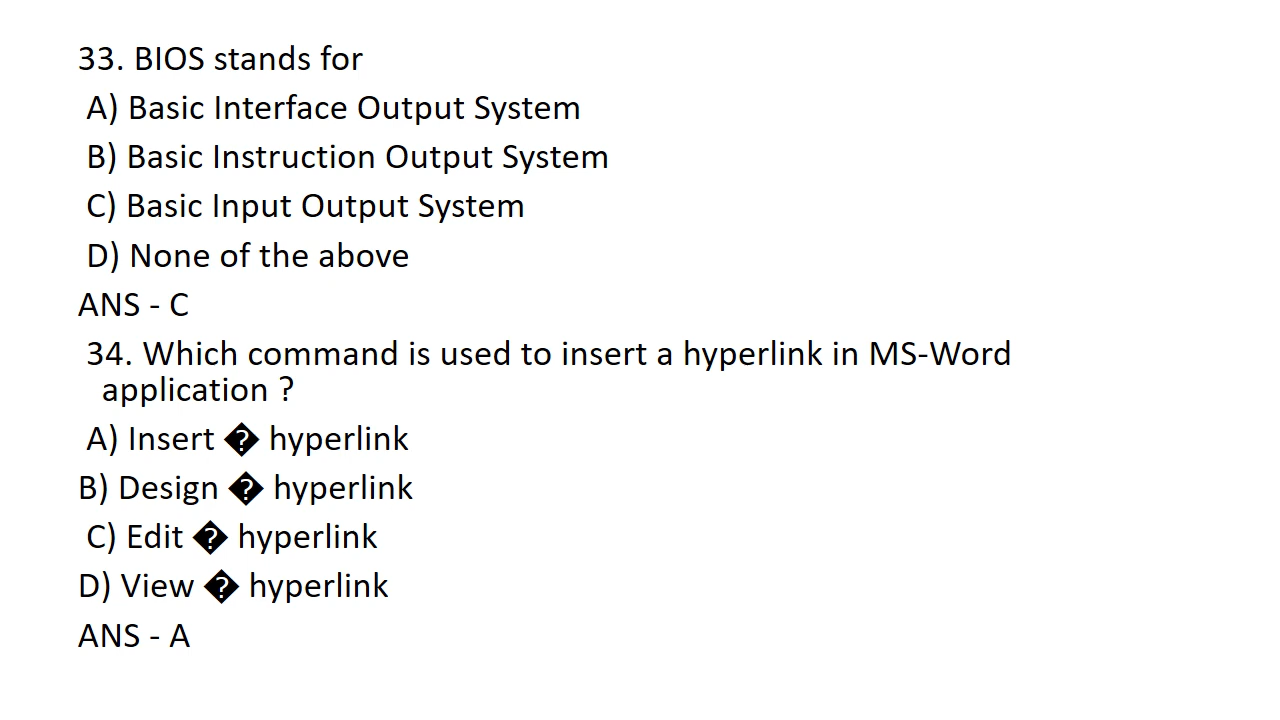 33. BIOS stands for
A) Basic Interface Output System
B) Basic Instruction Output System
C) Basic Input Output System
D) None of the above
ANS - C
34. Which command is used to insert a hyperlink in MS-Word
application ?
A) Insert � hyperlink
B) Design � hyperlink
C) Edit � hyperlink
D) View � hyperlink
ANS - A